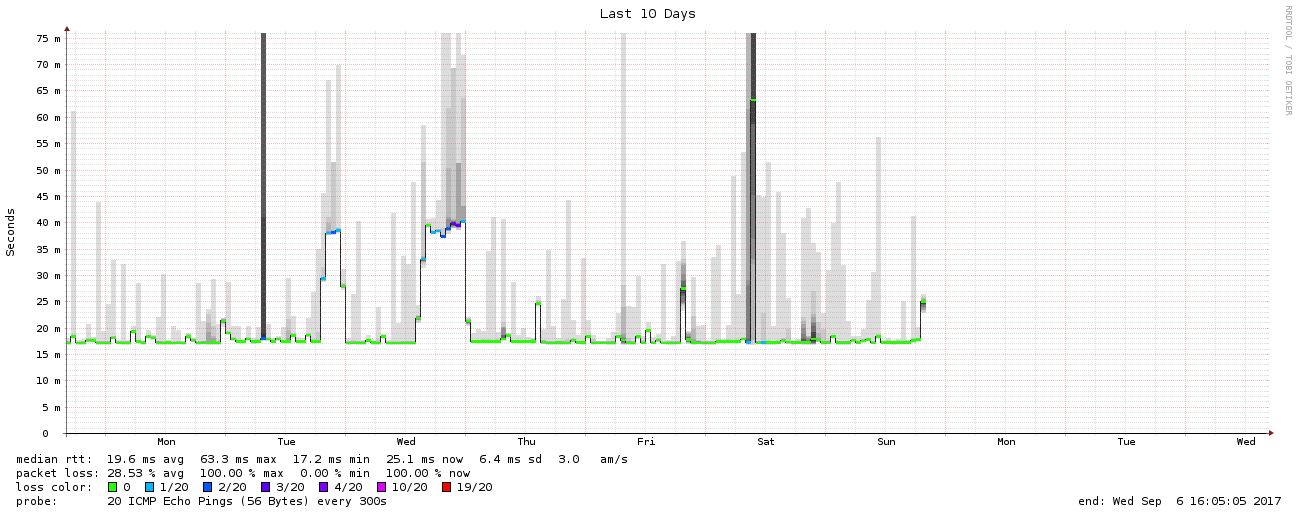 Last 10 Days
RRDTOOL / TOBI OETIKER
Seconds
75 m
70 m
65 m
60 m
55 m
50 m
45 m
40 m
35 m
30 m
25 m
20 m
15 m
10 m
5 m
0
Mon Tue Wed Thu Fri Sat Sun Mon Tue Wed
median rtt: 19.6 ms avg 63.3 ms max 17.2 ms min 25.1 ms now 6.4 ms sd 3.0 am/s
packet loss: 28.53 % avg 100.00 % max 0.00 % min 100.00 % now
loss color: 0 1/20 2/20 3/20 4/20 10/20 19/20
probe: 20 ICMP Echo Pings (56 Bytes) every 300s end: Wed Sep 6 16:05:05 2017